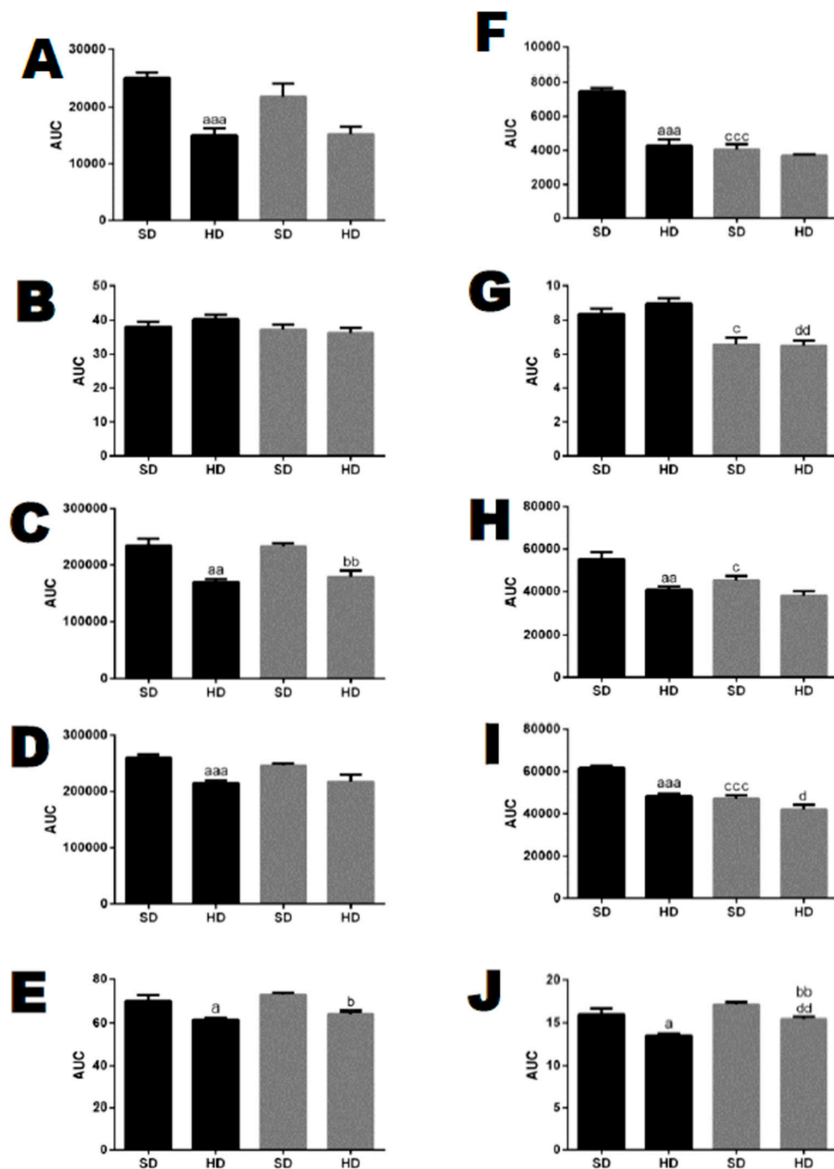 A
AUC
30000
20000
10000
0
aaa
SD HD SD HD
F
AUC
10000
8000
6000
4000
2000
0
aaa ccc
SD HD SD HD
B
AUC
50
40
30
20
10
0
SD HD SD HD
G
AUC
10
8
6
4
2
0
c dd
SD HD SD HD
C
AUC
300000
200000
100000
0
aa bb
SD HD SD HD
H
AUC
80000
60000
40000
20000
0
aa c
SD HD SD HD
D
AUC
300000
200000
100000
0
aaa
SD HD SD HD
I
AUC
80000
60000
40000
20000
0
aaa ccc d
SD HD SD HD
E
AUC
80
60
40
20
0
a b
SD HD SD HD
J
AUC
20
15
10
5
0
bb
a dd
SD HD SD HD